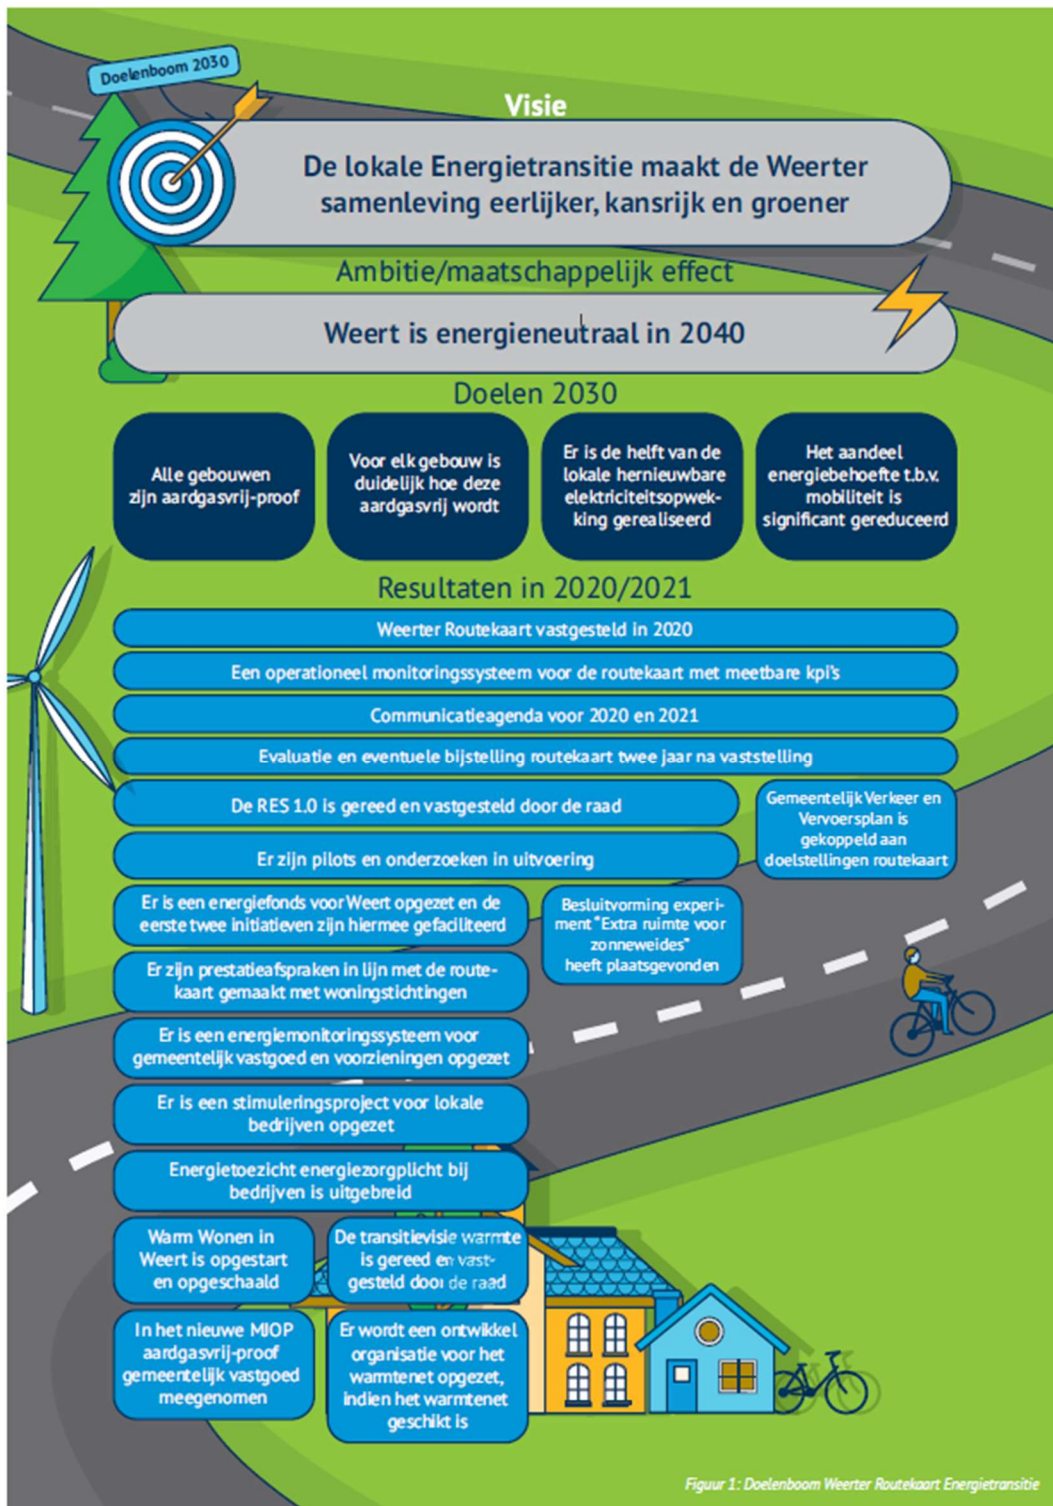 Doelenboom 2030
Visie
De lokale Energietransitie maakt de Weerter
samenleving eerlijker, kansrijk en groener
Ambitie/maatschappelijk effect
Weert is energieneutraal in 2040
Doelen 2030
Alle gebouwen
zijn aardgasvrij-proof
Voor elk gebouw is
duidelijk hoe deze
aardgasvrij wordt
Er is de helft van de
lokale hernieuwbare
elektriciteitsopwek-
king gerealiseerd
Het aandeel
energiebehoefte t.b.v.
mobiliteit is
significant gereduceerd
Resultaten in 2020/2021
Weerter Routekaart vastgesteld in 2020
Een operationeel monitoringssysteem voor de routekaart met meetbare kpi's
Communicatieagenda voor 2020 en 2021
Evaluatie en eventuele bijstelling routekaart twee jaar na vaststelling
De RES 1.0 is gereed en vastgesteld door de raad
Gemeentelijk Verkeer en
Vervoersplan is
gekoppeld aan
doelstellingen routekaart
Er zijn pilots en onderzoeken in uitvoering
Er is een energiefonds voor Weert opgezet en de
eerste twee initiatieven zijn hiermee gefaciliteerd
Besluitvorming experi-
ment "Extra ruimte voor
zonneweides"
heeft plaatsgevonden
Er zijn prestatieafspraken in lijn met de route-
kaart gemaakt met woningstichtingen
Er is een energiemonitoringssysteem voor
gemeentelijk vastgoed en voorzieningen opgezet
Er is een stimuleringsproject voor lokale
bedrijven opgezet
Energietoezicht energiezorgplicht bij
bedrijven is uitgebreid
Warm Wonen in
Weert is opgestart
en opgeschaald
De transitievisie warmte
is gereed en vast-
gesteld door de raad
In het nieuwe MJOP
aardgasvrij-proof
gemeentelijk vastgoed
meegenomen
Er wordt een ontwikkel
organisatie voor het
warmtenet opgezet,
indien het warmtenet
geschikt is
Figuur 1: Doelenboom Weerter Routekaart Energietransitie